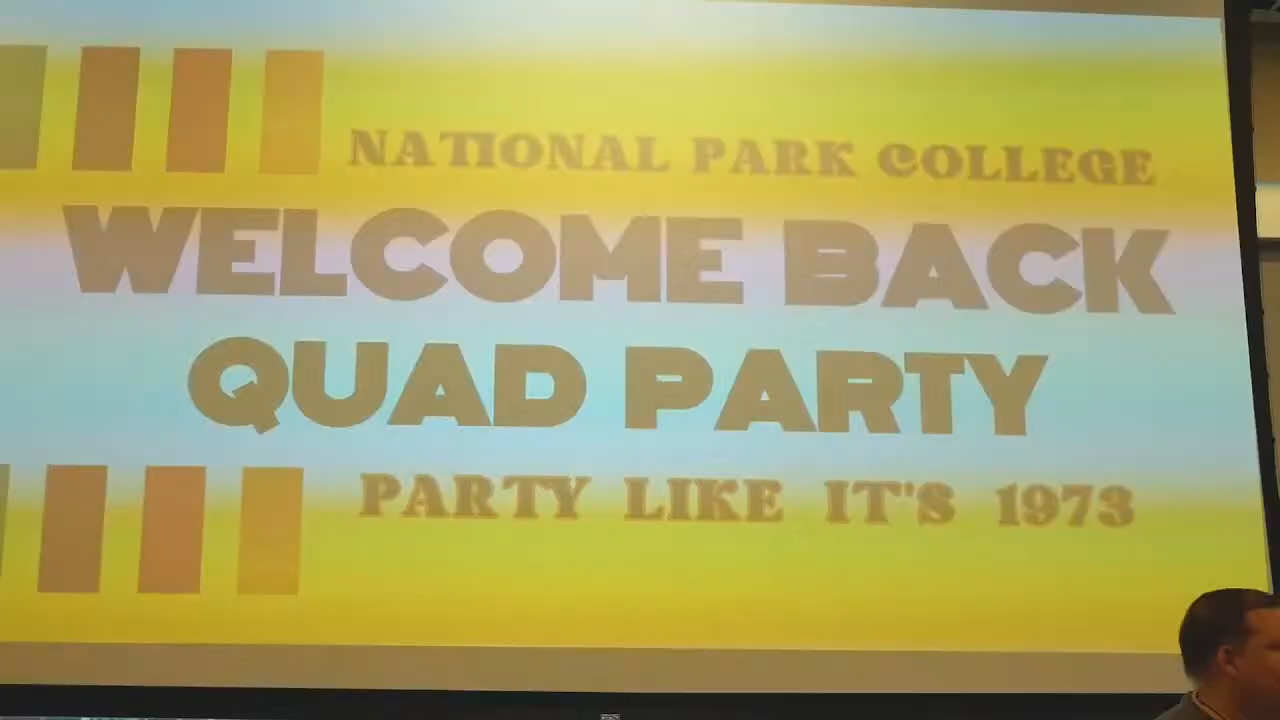 NATIONAL PARK COLLEGE
WELCOME BACK
QUAD PARTY
PARTY LIKE IT'S 1973